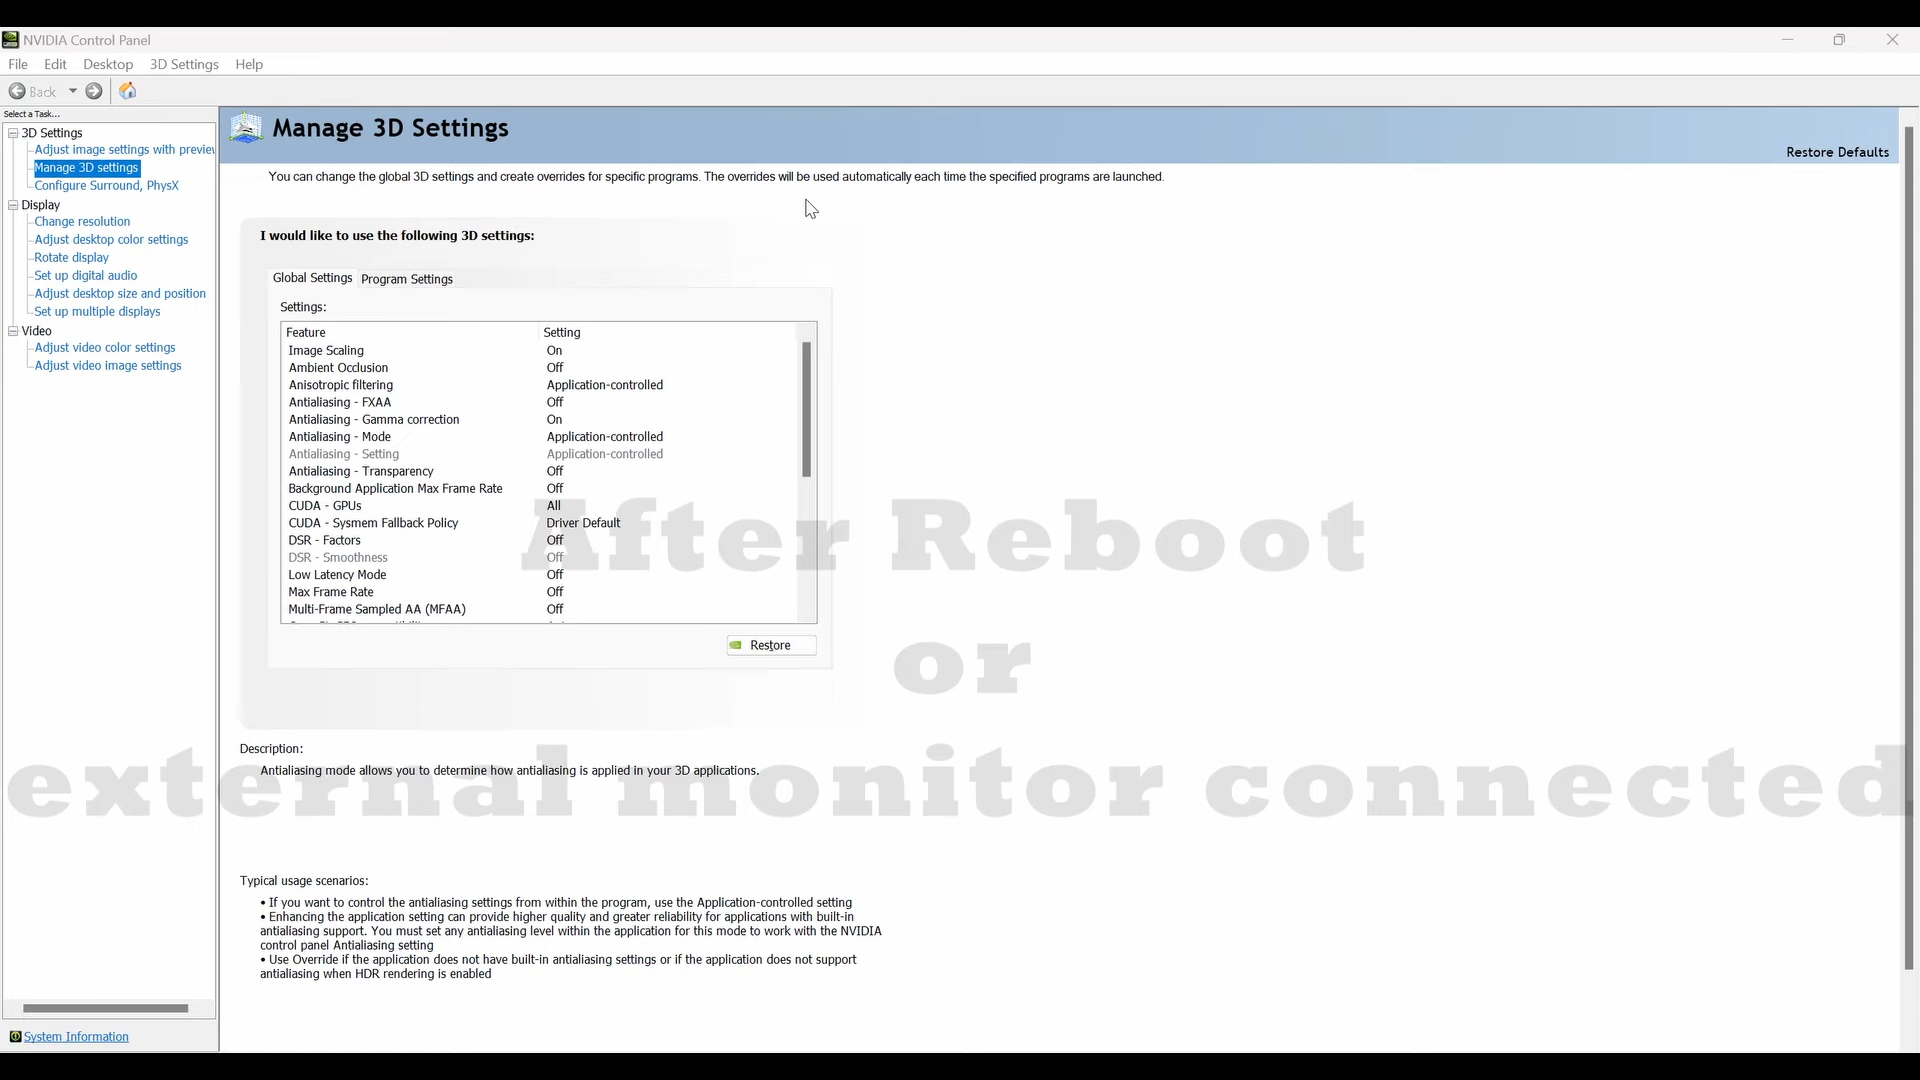 NVIDIA Control Panel
File Edit Desktop 3D Settings Help
Back
Select a Task...
3D Settings
Adjust image settings with preview
Manage 3D settings
Configure Surround, PhysX
Display
Change resolution
Adjust desktop color settings
Rotate display
Set up digital audio
Adjust desktop size and position
Set up multiple displays
Video
Adjust video color settings
Adjust video image settings
System Information
Manage 3D Settings
Restore Defaults
You can change the global 3D settings and create overrides for specific programs. The overrides will be used automatically each time the specified programs are launched.
I would like to use the following 3D settings:
Global Settings Program Settings
Settings:
Feature Setting
Image Scaling On
Ambient Occlusion Off
Anisotropic filtering Application-controlled
Antialiasing - FXAA Off
Antialiasing - Gamma correction On
Antialiasing - Mode Application-controlled
Antialiasing - Setting Application-controlled
Antialiasing - Transparency Off
Background Application Max Frame Rate Off
CUDA - GPUs All
CUDA - Sysmem Fallback Policy Driver Default
DSR - Factors Off
DSR - Smoothness Off
Low Latency Mode Off
Max Frame Rate Off
Multi-Frame Sampled AA (MFAA) Off
Restore
After Reboot
or
external monitor connected
Description:
Antialiasing mode allows you to determine how antialiasing is applied in your 3D applications.
Typical usage scenarios:
• If you want to control the antialiasing settings from within the program, use the Application-controlled setting
• Enhancing the application setting can provide higher quality and greater reliability for applications with built-in
antialiasing support. You must set any antialiasing level within the application for this mode to work with the NVIDIA
control panel Antialiasing setting
• Use Override if the application does not have built-in antialiasing settings or if the application does not support
antialiasing when HDR rendering is enabled